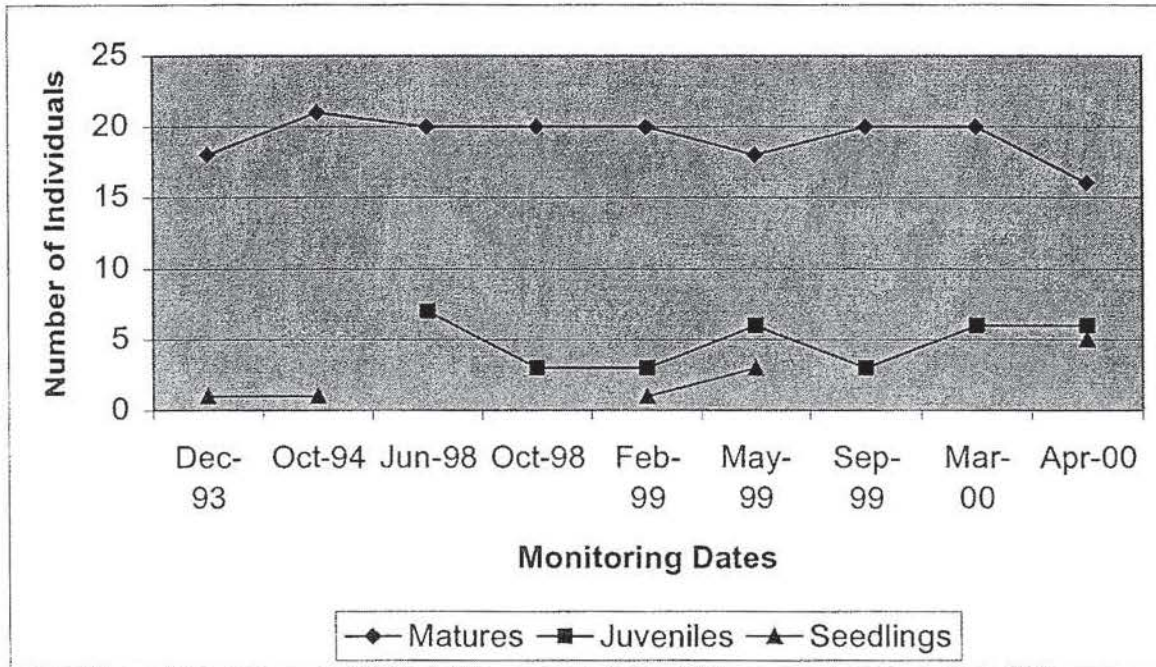 25
20
15
10
5
0
Number of Individuals
Dec-93 Oct-94 Jun-98 Oct-98 Feb-99 May-99 Sep-99 Mar-00 Apr-00
Monitoring Dates
Matures Juveniles Seedlings